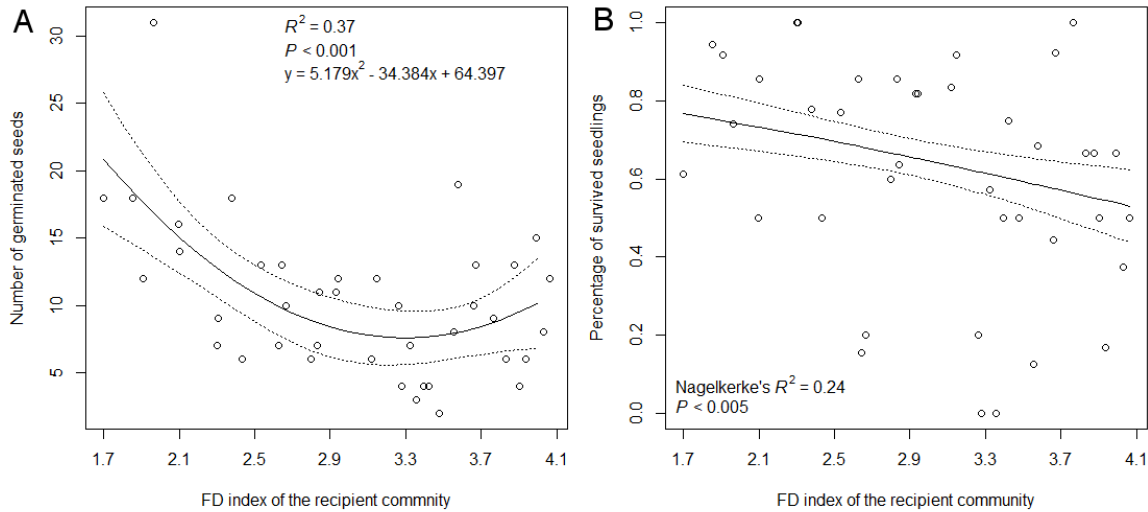 A
R² = 0.37
P < 0.001
y = 5.179x² - 34.384x + 64.397
Number of germinated seeds
30
25
20
15
10
5
1.7 2.1 2.5 2.9 3.3 3.7 4.1
FD index of the recipient commnity
B
Percentage of survived seedlings
1.0
0.8
0.6
0.4
0.2
0.0
Nagelkerke's R² = 0.24
P < 0.005
1.7 2.1 2.5 2.9 3.3 3.7 4.1
FD index of the recipient community